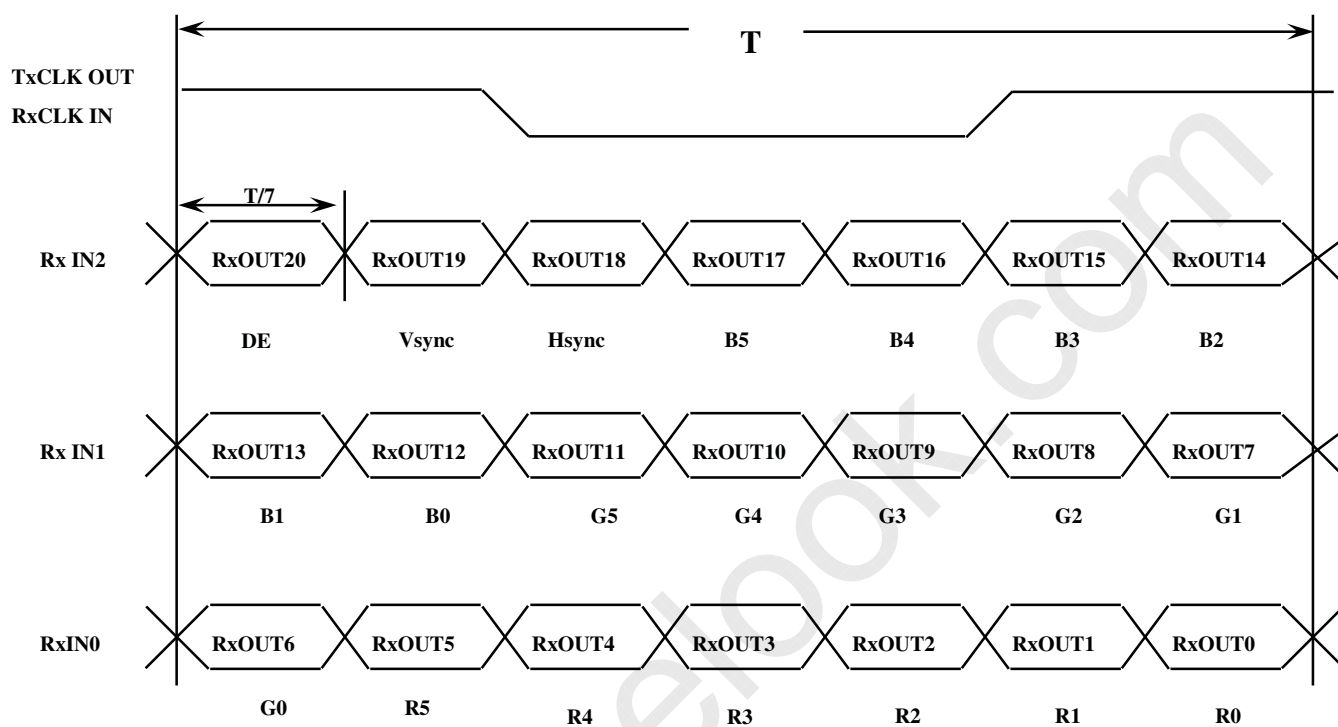 T
TxCLK OUT
RxCLK IN
T/7
Rx IN2 RxOUT20 RxOUT19 RxOUT18 RxOUT17 RxOUT16 RxOUT15 RxOUT14
DE Vsync Hsync B5 B4 B3 B2
Rx IN1 RxOUT13 RxOUT12 RxOUT11 RxOUT10 RxOUT9 RxOUT8 RxOUT7
B1 B0 G5 G4 G3 G2 G1
RxIN0 RxOUT6 RxOUT5 RxOUT4 RxOUT3 RxOUT2 RxOUT1 RxOUT0
G0 R5 R4 R3 R2 R1 R0
elook.com